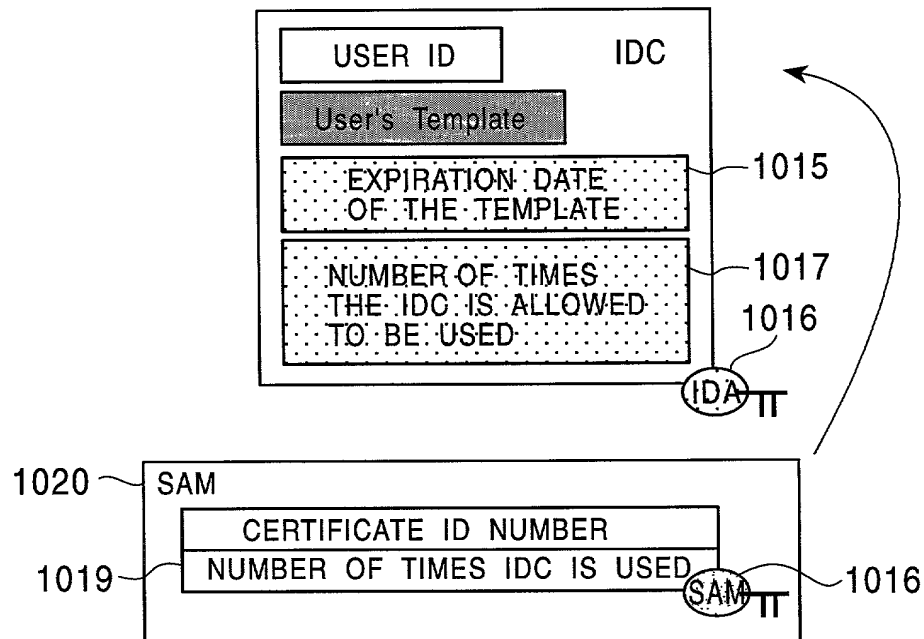 USER ID
IDC
User's Template
EXPIRATION DATE
OF THE TEMPLATE
1015
NUMBER OF TIMES
THE IDC IS ALLOWED
TO BE USED
1017
1016
IDA
1020
SAM
CERTIFICATE ID NUMBER
1019
NUMBER OF TIMES IDC IS USED
SAM
1016